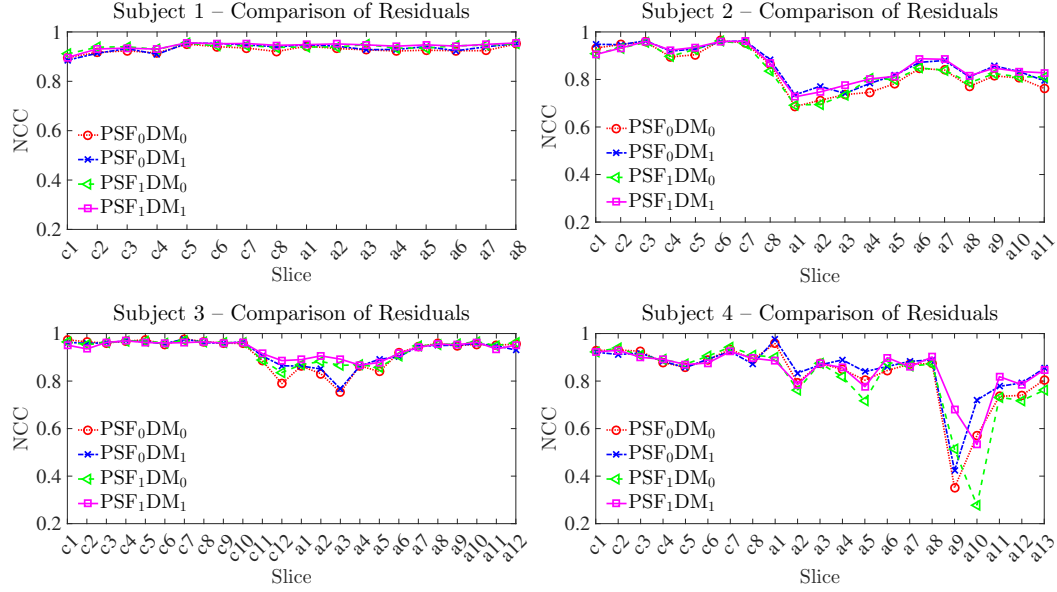 Subject 1 – Comparison of Residuals
1
0.8
0.6
0.4
0.2
NCC
PSF₀DM₀
PSF₀DM₁
PSF₁DM₀
PSF₁DM₁
c1 c2 c3 c4 c5 c6 c7 c8 a1 a2 a3 a4 a5 a6 a7 a8
Slice
Subject 2 – Comparison of Residuals
1
0.8
0.6
0.4
0.2
NCC
PSF₀DM₀
PSF₀DM₁
PSF₁DM₀
PSF₁DM₁
c1 c2 c3 c4 c5 c6 c7 c8 a1 a2 a3 a4 a5 a6 a7 a8 a9 a10 a11
Slice
Subject 3 – Comparison of Residuals
1
0.8
0.6
0.4
0.2
NCC
PSF₀DM₀
PSF₀DM₁
PSF₁DM₀
PSF₁DM₁
c1 c2 c3 c4 c5 c6 c7 c8 c9 c10 c11 c12 a1 a2 a3 a4 a5 a6 a7 a8 a9 a10 a11 a12
Slice
Subject 4 – Comparison of Residuals
1
0.8
0.6
0.4
0.2
NCC
PSF₀DM₀
PSF₀DM₁
PSF₁DM₀
PSF₁DM₁
c1 c2 c3 c4 c5 c6 c7 c8 a1 a2 a3 a4 a5 a6 a7 a8 a9 a10 a11 a12 a13
Slice